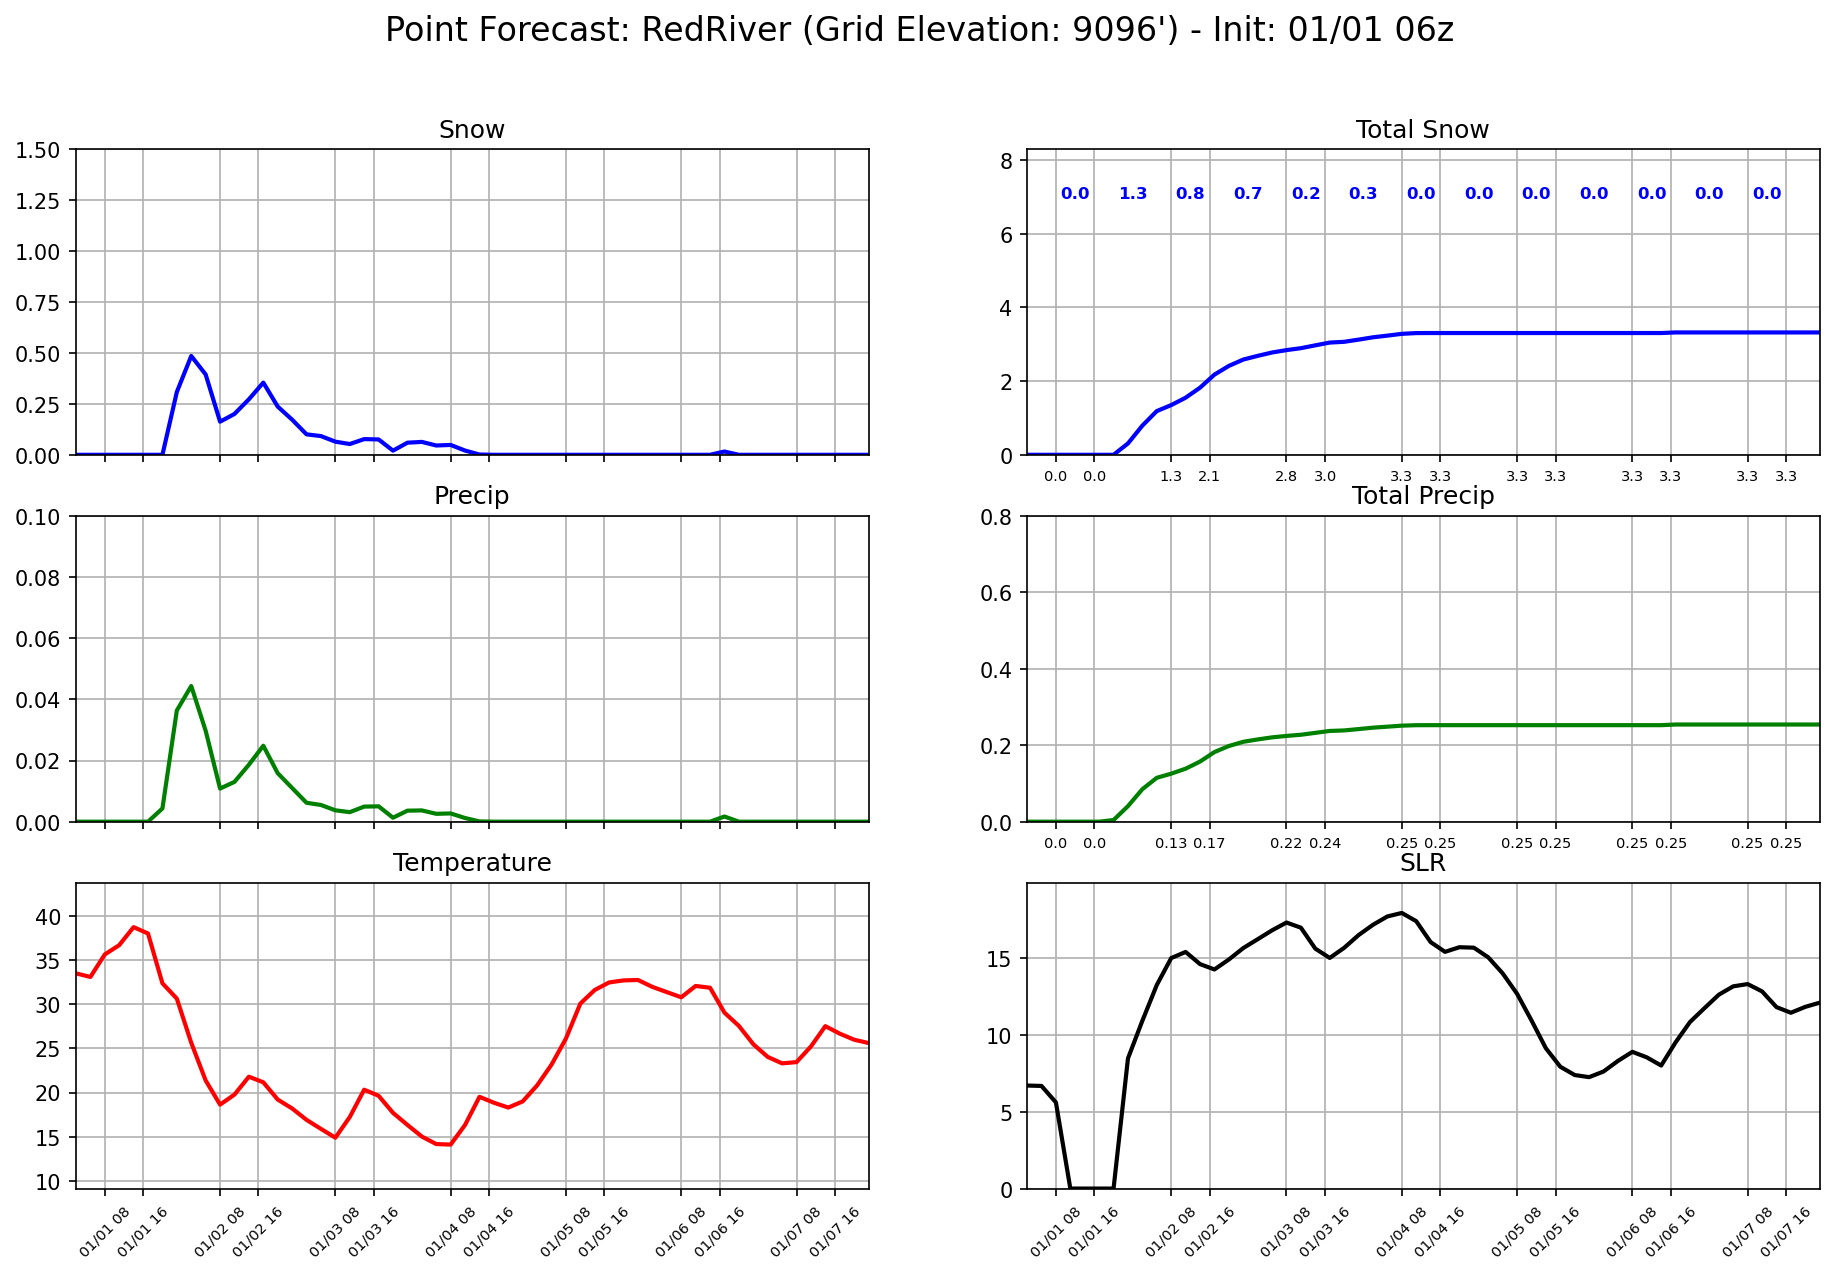 Point Forecast: RedRiver (Grid Elevation: 9096') - Init: 01/01 06z
Snow
1.50
1.25
1.00
0.75
0.50
0.25
0.00
Total Snow
8
6
4
2
0
0.0 1.3 0.8 0.7 0.2 0.3 0.0 0.0 0.0 0.0 0.0 0.0 0.0
0.0 0.0 1.3 2.1 2.8 3.0 3.3 3.3 3.3 3.3 3.3 3.3 3.3 3.3
Precip
0.10
0.08
0.06
0.04
0.02
0.00
Total Precip
0.8
0.6
0.4
0.2
0.0
0.0 0.0 0.13 0.17 0.22 0.24 0.25 0.25 0.25 0.25 0.25 0.25 0.25 0.25
Temperature
40
35
30
25
20
15
10
01/01 08 01/01 16 01/02 08 01/02 16 01/03 08 01/03 16 01/04 08 01/04 16 01/05 08 01/05 16 01/06 08 01/06 16 01/07 08 01/07 16
SLR
15
10
5
0
01/01 08 01/01 16 01/02 08 01/02 16 01/03 08 01/03 16 01/04 08 01/04 16 01/05 08 01/05 16 01/06 08 01/06 16 01/07 08 01/07 16